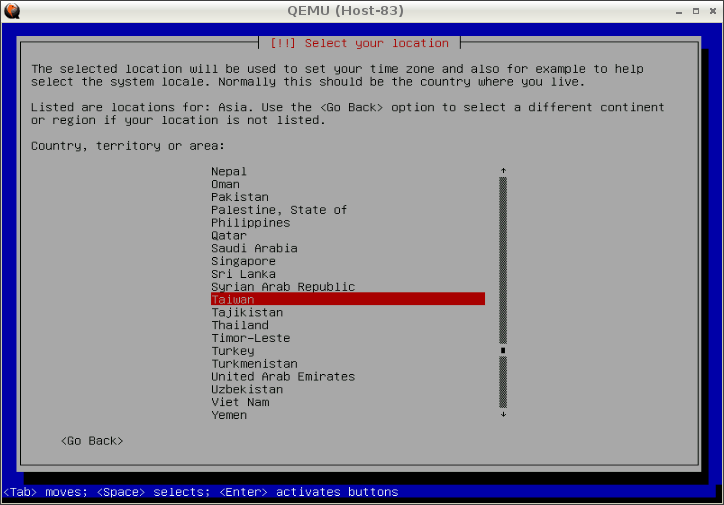 QEMU (Host-83)
[!!] Select your location
The selected location will be used to set your time zone and also for example to help
select the system locale. Normally this should be the country where you live.
Listed are locations for: Asia. Use the <Go Back> option to select a different continent
or region if your location is not listed.
Country, territory or area:
Nepal
Oman
Pakistan
Palestine, State of
Philippines
Qatar
Saudi Arabia
Singapore
Sri Lanka
Syrian Arab Republic
Taiwan
Tajikistan
Thailand
Timor-Leste
Turkey
Turkmenistan
United Arab Emirates
Uzbekistan
Viet Nam
Yemen
<Go Back>
<Tab> moves; <Space> selects; <Enter> activates buttons